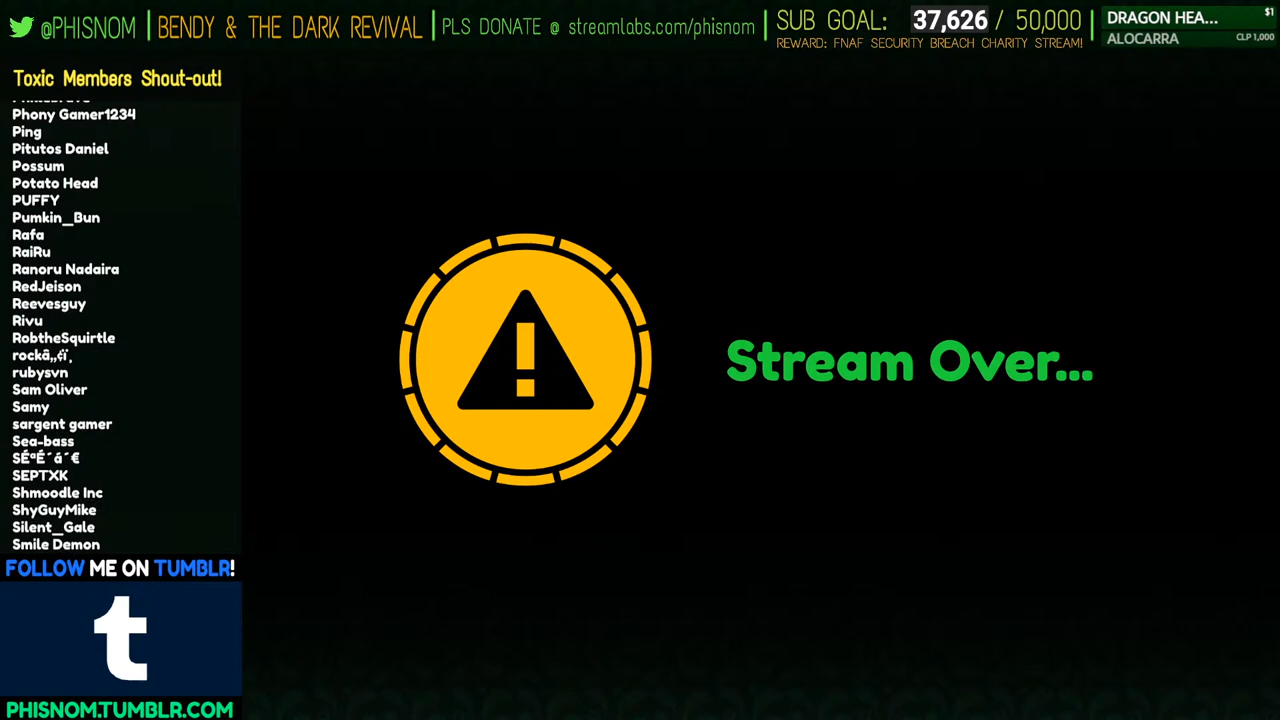 @PHISNOM
BENDY & THE DARK REVIVAL
PLS DONATE @ streamlabs.com/phisnom
SUB GOAL: 37,626 / 50,000
REWARD: FNAF SECURITY BREACH CHARITY STREAM!
DRAGON HEA... $1
ALOCARRA CLP 1,000
Toxic Members Shout-out!
Phony Gamer1234
Ping
Pitutos Daniel
Possum
Potato Head
PUFFY
Pumkin_Bun
Rafa
RaiRu
Ranoru Nadaira
RedJeison
Reevesguy
Rivu
RobtheSquirtle
rubysvn
Sam Oliver
Samy
sargent gamer
Sea-bass
SÉªÉ´á´€
SEPTXK
Shmoodle Inc
ShyGuyMike
Silent_Gale
Smile Demon
Stream Over...
FOLLOW ME ON TUMBLR!
t
PHISNOM.TUMBLR.COM